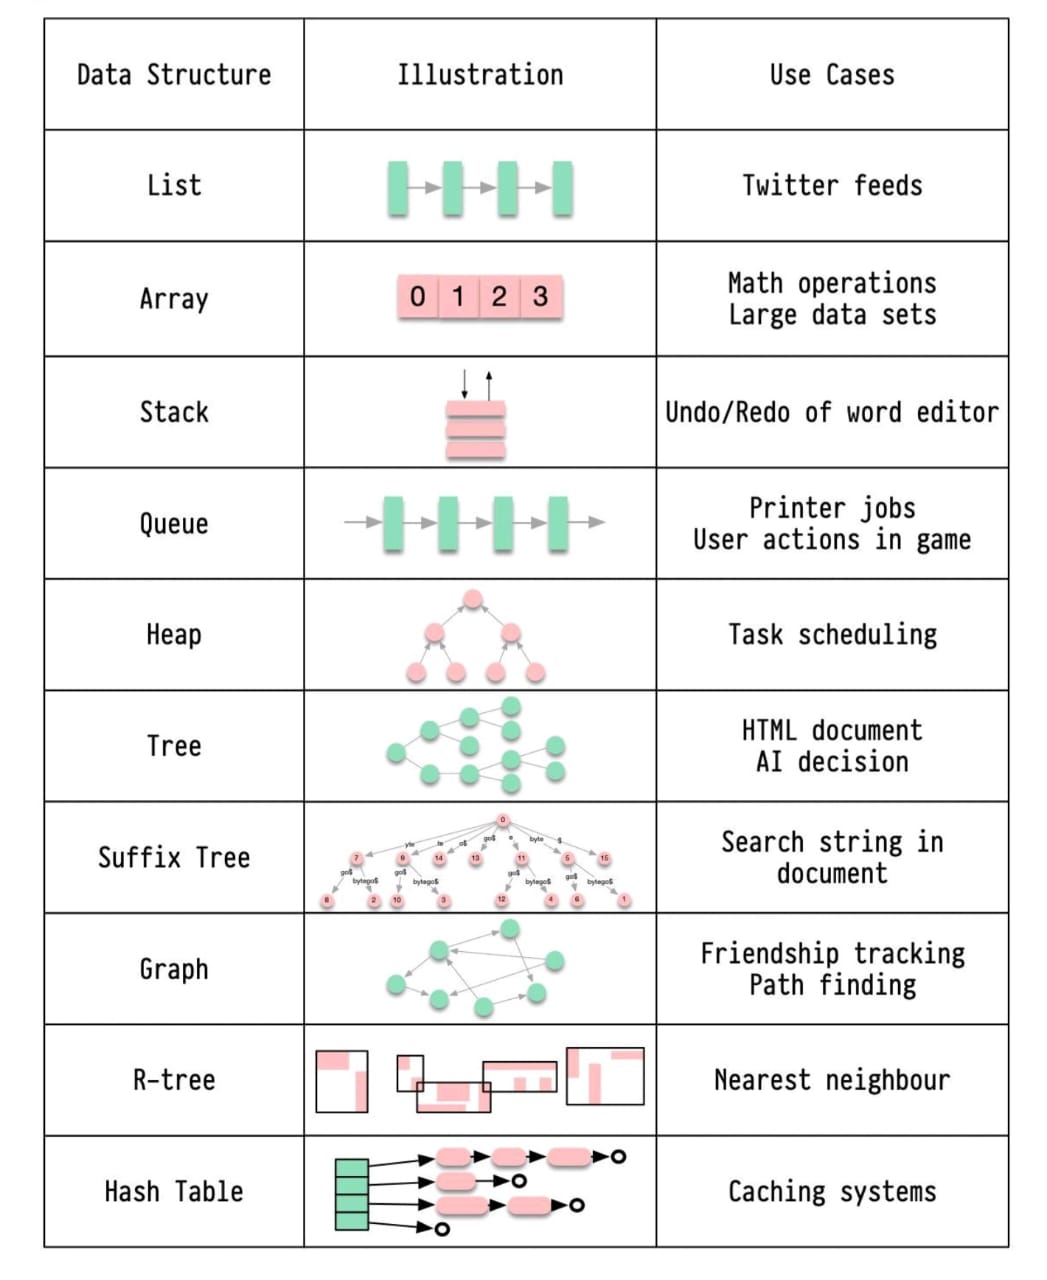 Data Structure
Illustration
Use Cases
List
Twitter feeds
Array
0 1 2 3
Math operations
Large data sets
Stack
Undo/Redo of word editor
Queue
Printer jobs
User actions in game
Heap
Task scheduling
Tree
HTML document
AI decision
Suffix Tree
0
yte te o$ go$ e byte $
7 9 14 13 11 5 15
go$ bytego$ go$ bytego$ go$ bytego$ go$ bytego$
8 2 10 3 12 4 6 1
Search string in
document
Graph
Friendship tracking
Path finding
R-tree
Nearest neighbour
Hash Table
Caching systems